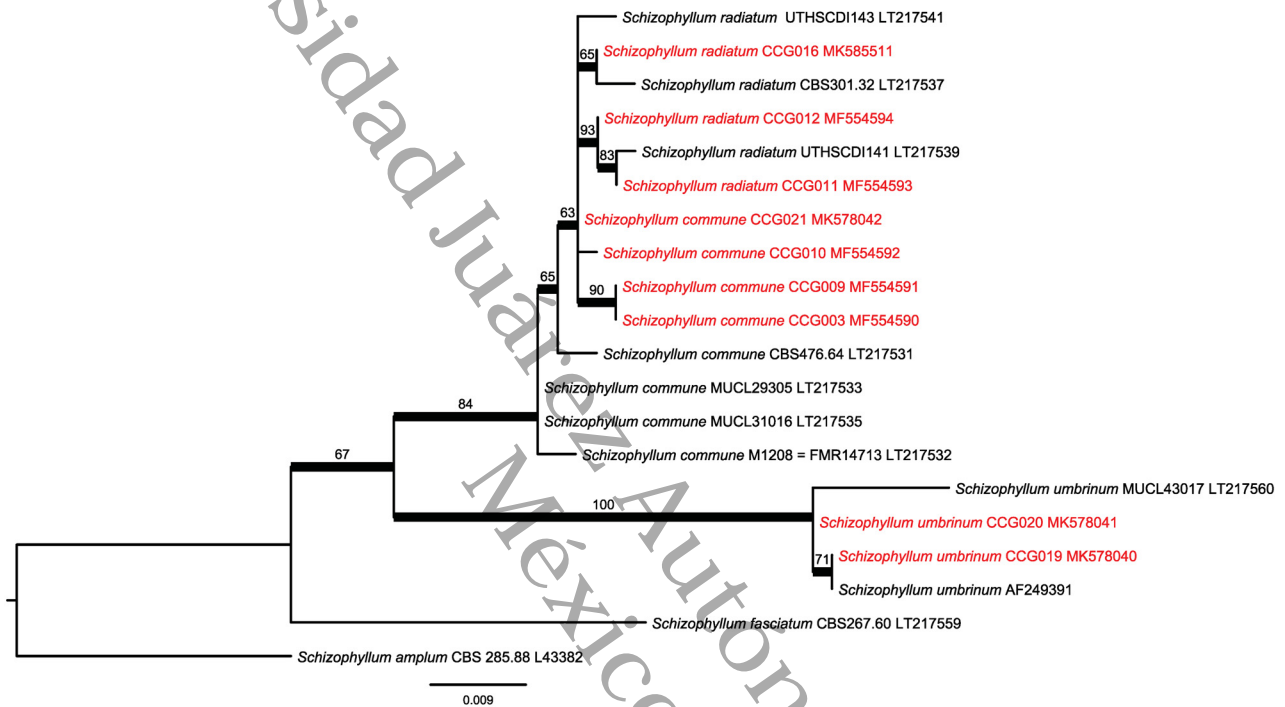 Schizophyllum radiatum UTHSCDI143 LT217541
65
Schizophyllum radiatum CCG016 MK585511
Schizophyllum radiatum CBS301.32 LT217537
Schizophyllum radiatum CCG012 MF554594
93
Schizophyllum radiatum UTHSCDI141 LT217539
83
Schizophyllum radiatum CCG011 MF554593
63
Schizophyllum commune CCG021 MK578042
Schizophyllum commune CCG010 MF554592
65
90
Schizophyllum commune CCG009 MF554591
Schizophyllum commune CCG003 MF554590
Schizophyllum commune CBS476.64 LT217531
Schizophyllum commune MUCL29305 LT217533
84
Schizophyllum commune MUCL31016 LT217535
Schizophyllum commune M1208 = FMR14713 LT217532
67
Schizophyllum umbrinum MUCL43017 LT217560
100
Schizophyllum umbrinum CCG020 MK578041
71
Schizophyllum umbrinum CCG019 MK578040
Schizophyllum umbrinum AF249391
Schizophyllum fasciatum CBS267.60 LT217559
Schizophyllum amplum CBS 285.88 L43382
0.009
sidad Juárez Autón
México